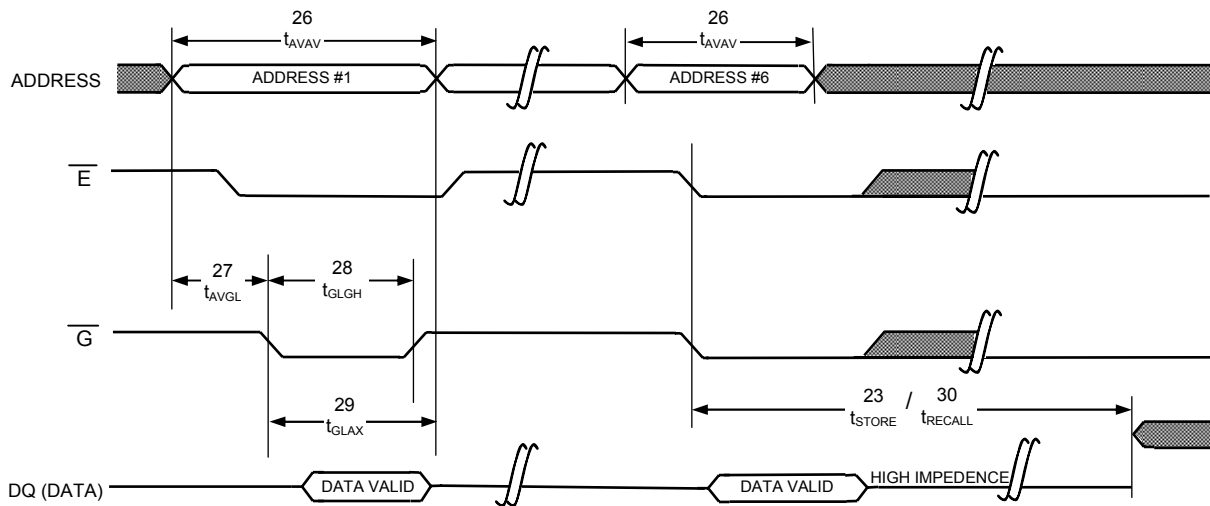 26
tAVAV
26
tAVAV
ADDRESS
ADDRESS #1
ADDRESS #6
E
27
tAVGL
28
tGLGH
G
29
tGLAX
23 / 30
tSTORE tRECALL
DQ (DATA)
DATA VALID
DATA VALID
HIGH IMPEDENCE